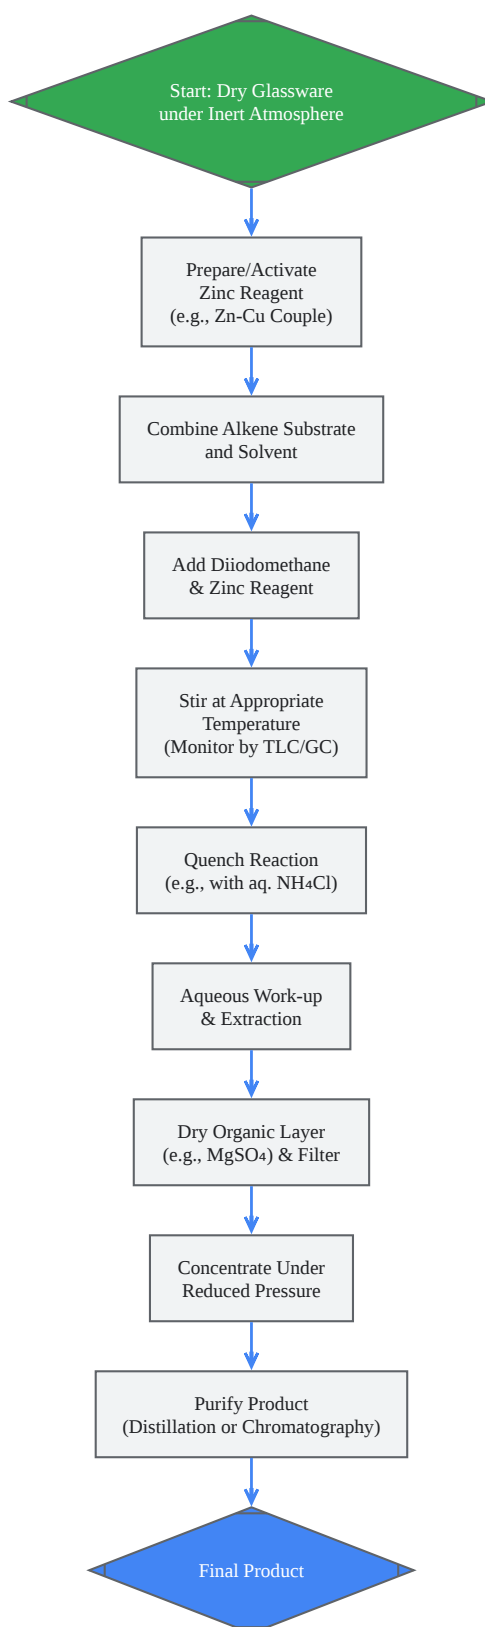 Start: Dry Glassware
under Inert Atmosphere
Prepare/Activate
Zinc Reagent
(e.g., Zn-Cu Couple)
Combine Alkene Substrate
and Solvent
Add Diiodomethane
& Zinc Reagent
Stir at Appropriate
Temperature
(Monitor by TLC/GC)
Quench Reaction
(e.g., with aq. NH₄Cl)
Aqueous Work-up
& Extraction
Dry Organic Layer
(e.g., MgSO₄) & Filter
Concentrate Under
Reduced Pressure
Purify Product
(Distillation or Chromatography)
Final Product